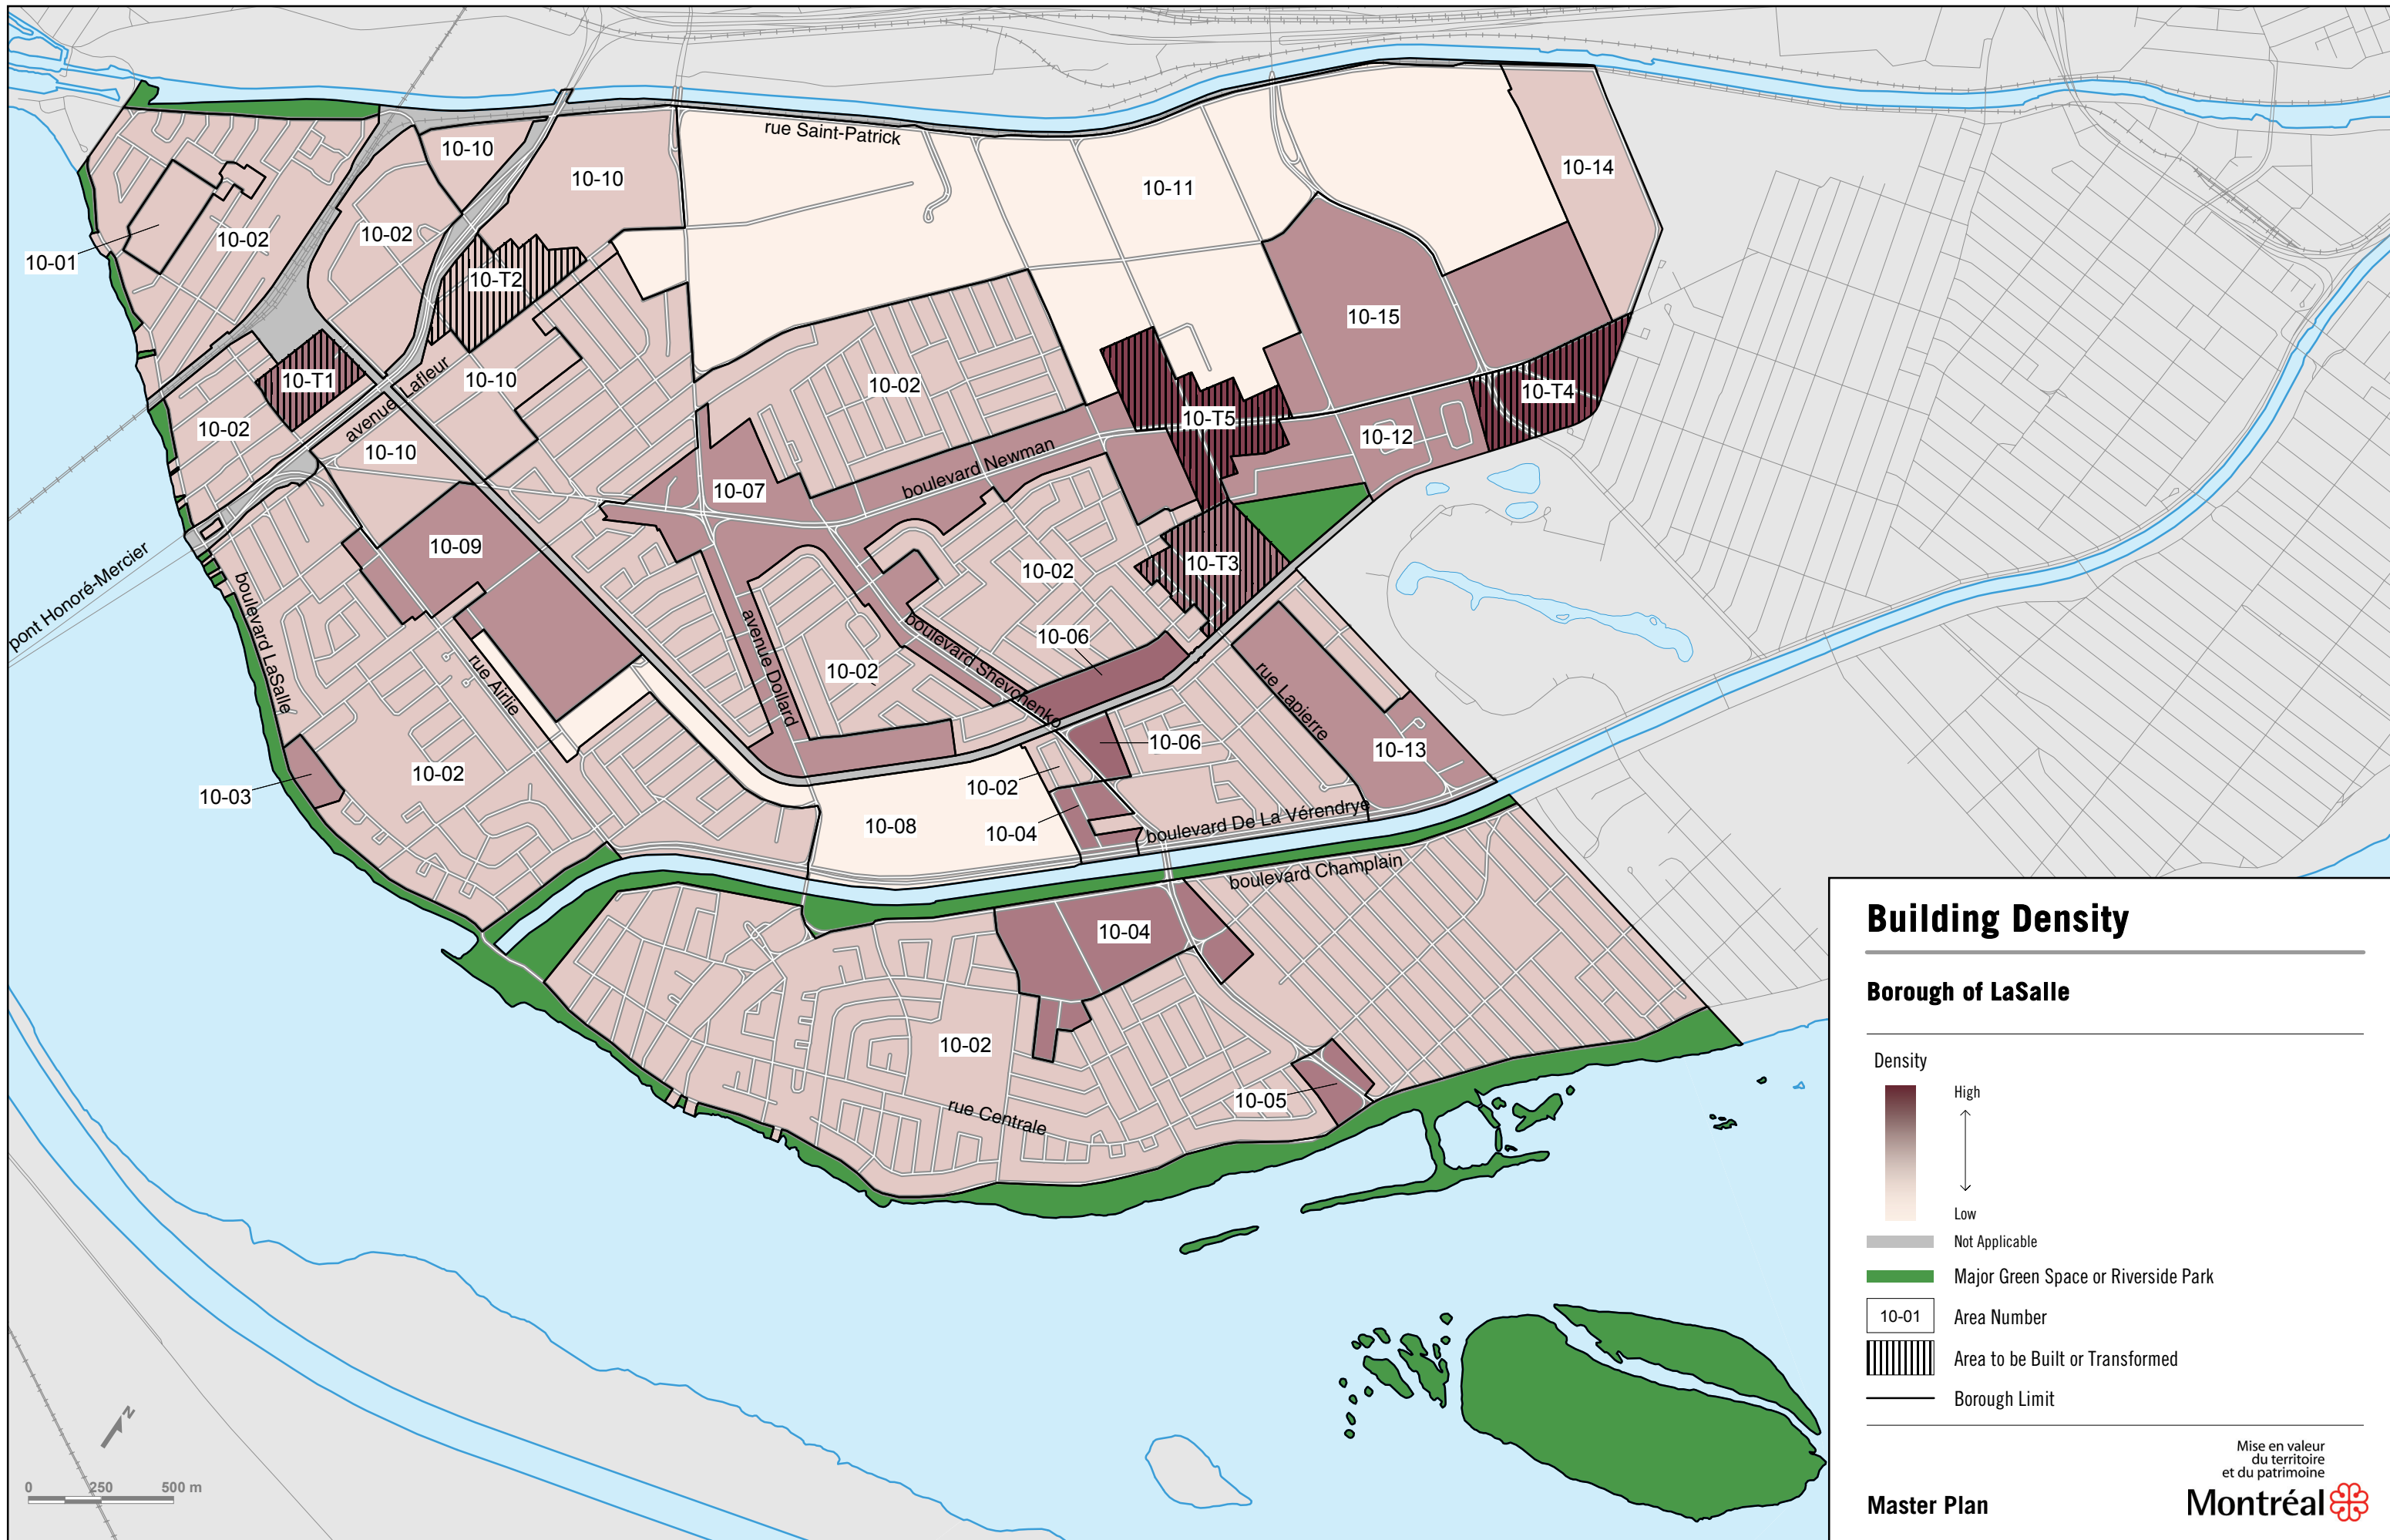 rue Saint-Patrick
10-10
10-10
10-11
10-14
10-02
10-02
10-01
10-T2
10-15
10-T1
10-10
10-02
10-T4
avenue Lafleur
10-02
10-T5
10-12
10-10
boulevard Newman
10-07
10-09
10-T3
10-02
pont Honoré-Mercier
boulevard LaSalle
10-06
boulevard Shevchenko
avenue Dollard
10-02
rue Airlie
rue Lapierre
10-06
10-13
10-02
10-03
10-02
10-08
10-04
boulevard De La Vérendrye
boulevard Champlain
10-04
10-02
10-05
rue Centrale
N
0 250 500 m
Building Density
Borough of LaSalle
Density
High
Low
Not Applicable
Major Green Space or Riverside Park
10-01 Area Number
Area to be Built or Transformed
Borough Limit
Mise en valeur
du territoire
et du patrimoine
Master Plan
Montréal